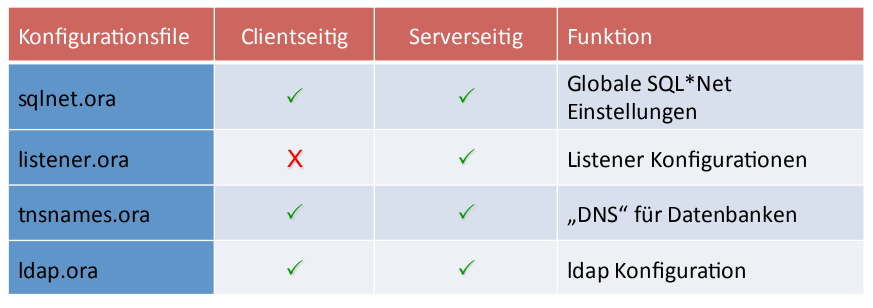 Konfigurationsfile Clientseitig Serverseitig Funktion
sqlnet.ora ✓ ✓ Globale SQL*Net
Einstellungen
listener.ora X ✓ Listener Konfigurationen
tnsnames.ora ✓ ✓ „DNS“ für Datenbanken
ldap.ora ✓ ✓ ldap Konfiguration